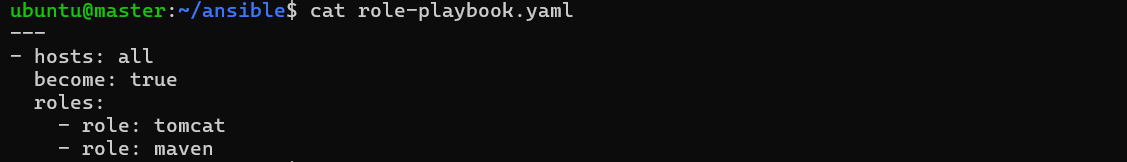 ubuntu@master:~/ansible$ cat role-playbook.yaml
---
- hosts: all
  become: true
  roles:
    - role: tomcat
    - role: maven